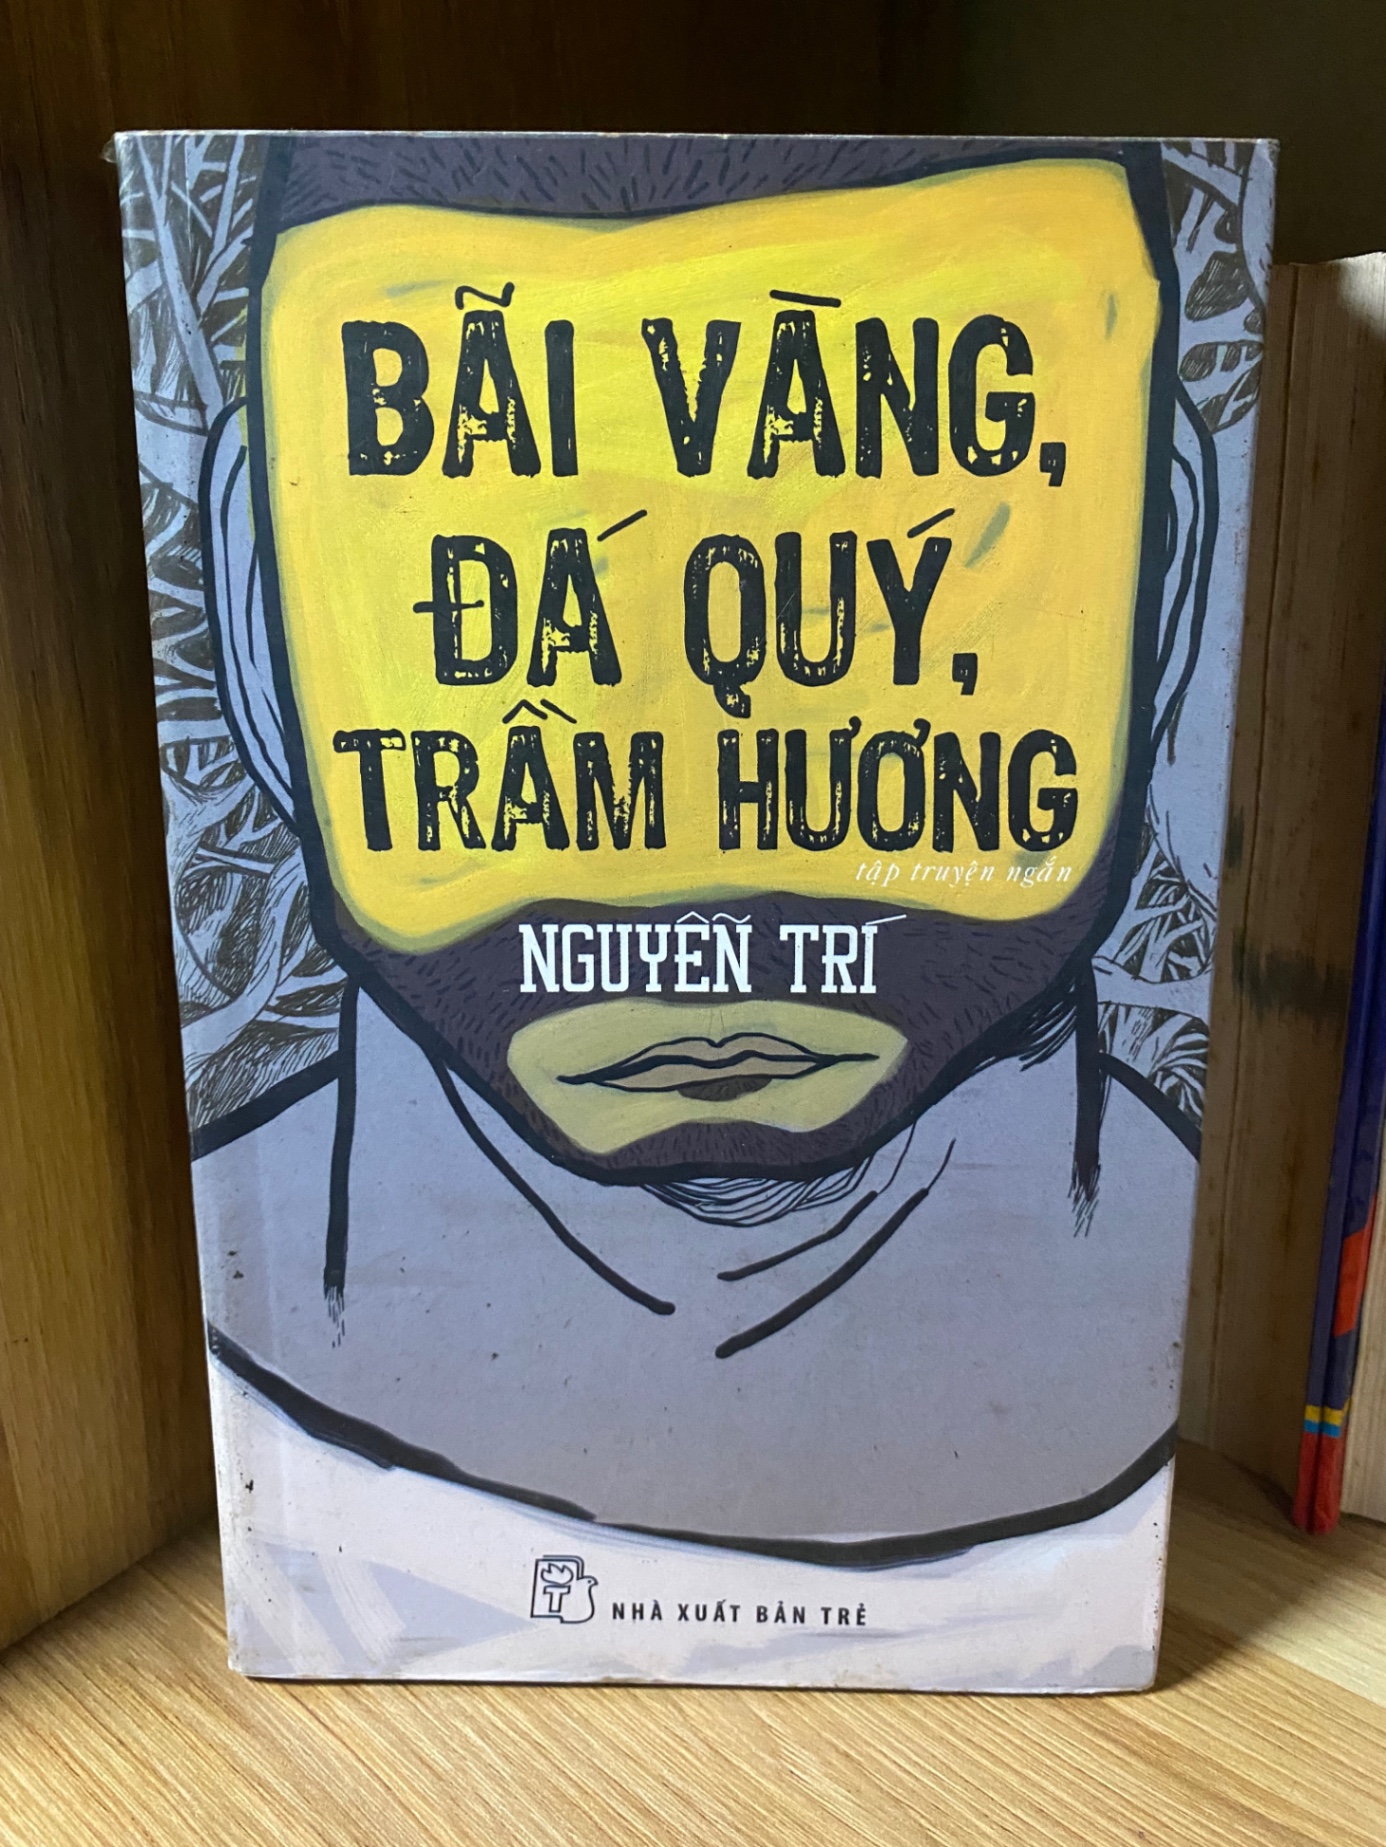 BÃI VÀNG,
ĐÁ QUÝ,
TRẦM HƯƠNG
tập truyện ngắn
NGUYỄN TRÍ
NHÀ XUẤT BẢN TRẺ